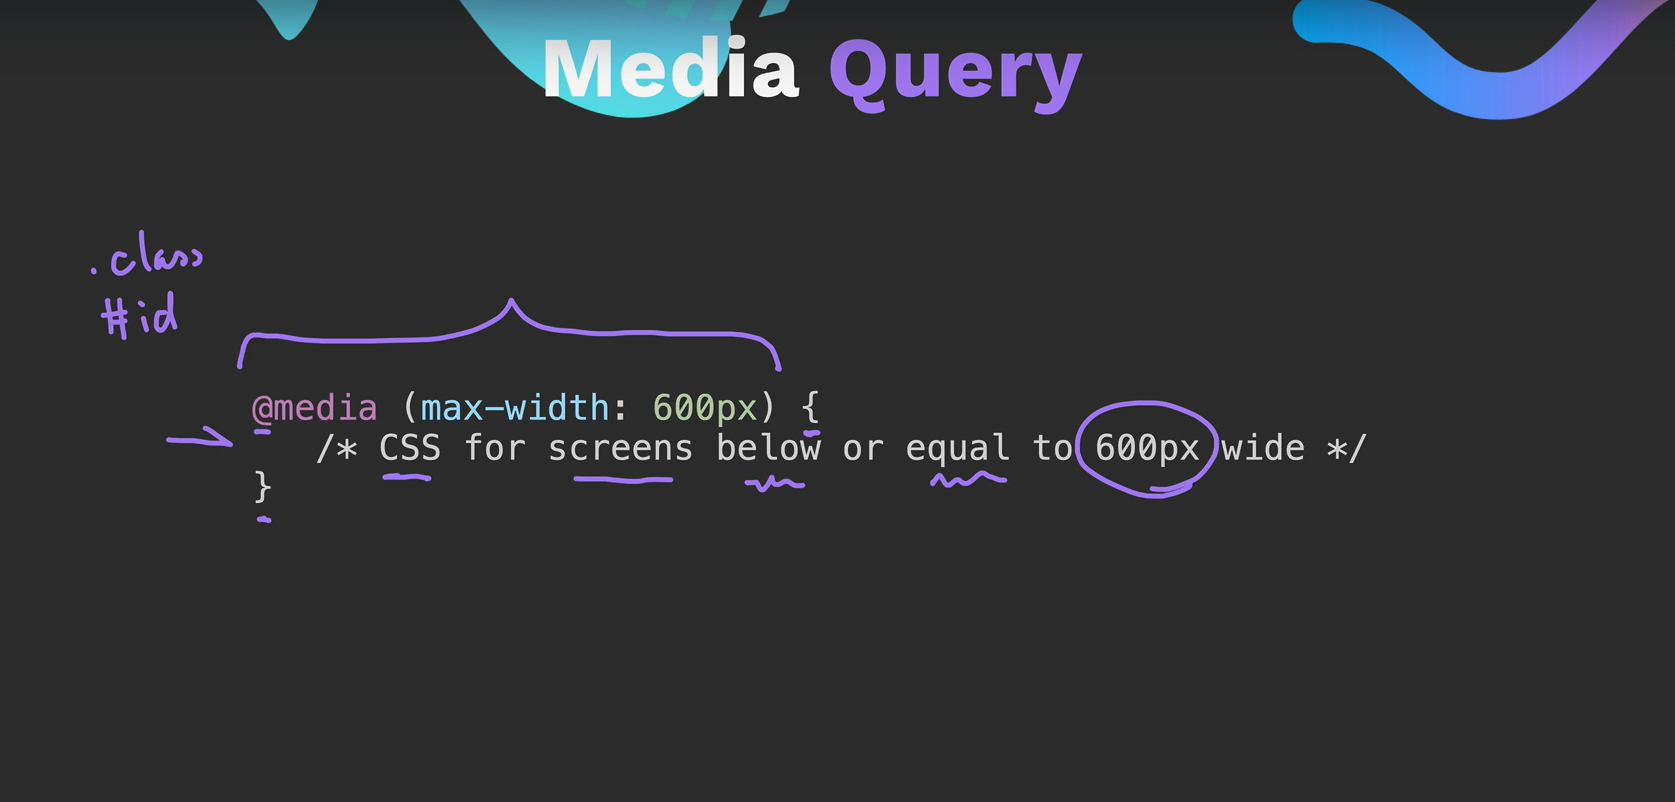 Media Query
.class
#id
@media (max-width: 600px) {
/* CSS for screens below or equal to 600px wide */
}